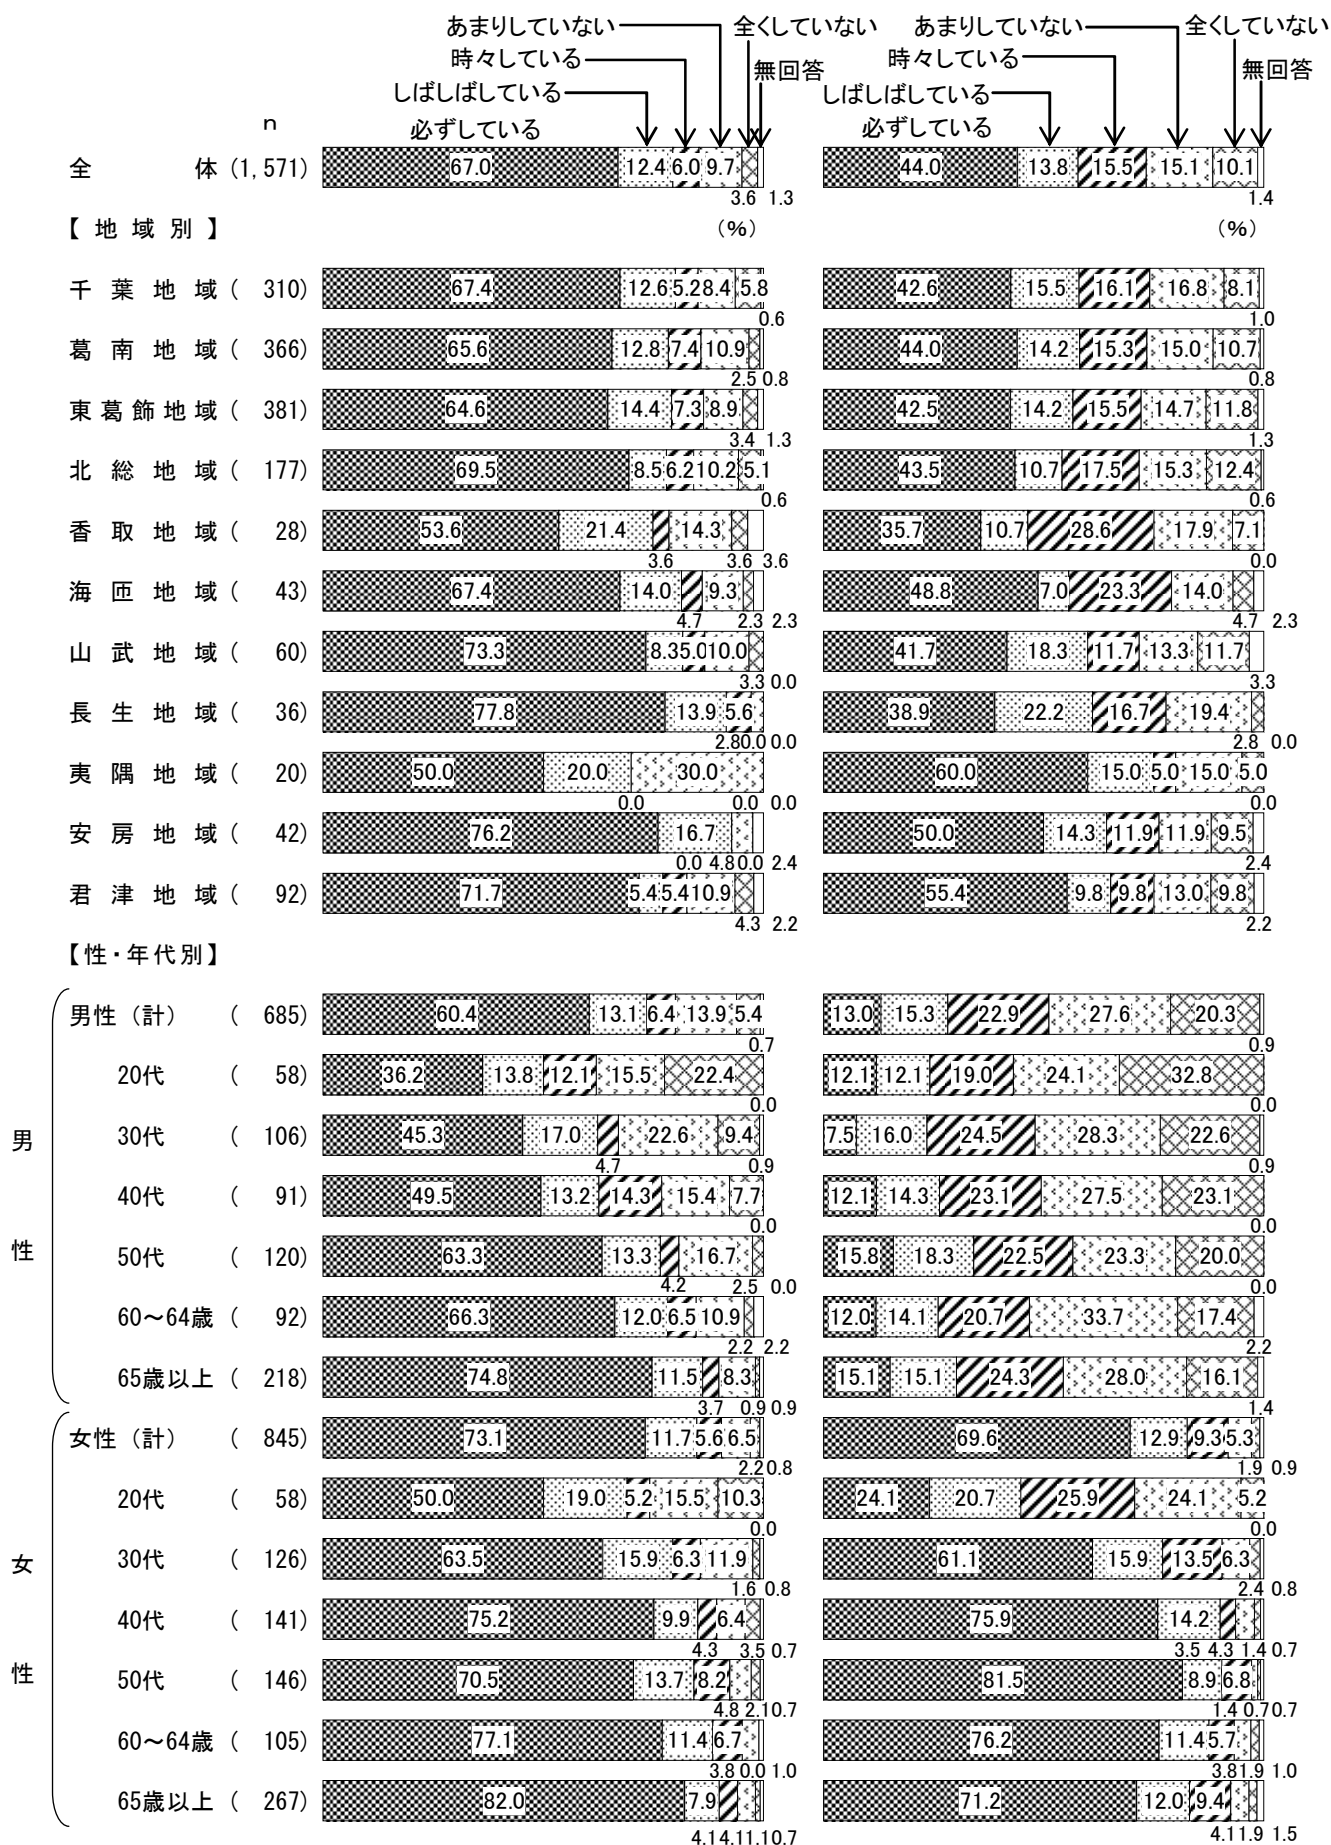 あまりしていない 全くしていない あまりしていない 全くしていない
時々している 無回答 時々している 無回答
しばしばしている しばしばしている
n 必ずしている 必ずしている
全体 (1,571) 67.0 12.4 6.0 9.7 44.0 13.8 15.5 15.1 10.1
3.6 1.3 1.4
【地域別】 (%) (%)
千葉地域 ( 310) 67.4 12.6 5.2 8.4 5.8 42.6 15.5 16.1 16.8 8.1
0.6 1.0
葛南地域 ( 366) 65.6 12.8 7.4 10.9 44.0 14.2 15.3 15.0 10.7
2.5 0.8 0.8
東葛飾地域 ( 381) 64.6 14.4 7.3 8.9 42.5 14.2 15.5 14.7 11.8
3.4 1.3 1.3
北総地域 ( 177) 69.5 8.5 6.2 10.2 5.1 43.5 10.7 17.5 15.3 12.4
0.6 0.6
香取地域 ( 28) 53.6 21.4 14.3 35.7 10.7 28.6 17.9 7.1
3.6 3.6 3.6 0.0
海匝地域 ( 43) 67.4 14.0 9.3 48.8 7.0 23.3 14.0
4.7 2.3 2.3 4.7 2.3
山武地域 ( 60) 73.3 8.3 5.0 10.0 41.7 18.3 11.7 13.3 11.7
3.3 0.0 3.3
長生地域 ( 36) 77.8 13.9 5.6 38.9 22.2 16.7 19.4
2.8 0.0 0.0 2.8 0.0
夷隅地域 ( 20) 50.0 20.0 30.0 60.0 15.0 5.0 15.0 5.0
0.0 0.0 0.0 0.0
安房地域 ( 42) 76.2 16.7 50.0 14.3 11.9 11.9 9.5
0.0 4.8 0.0 2.4 2.4
君津地域 ( 92) 71.7 5.4 5.4 10.9 55.4 9.8 9.8 13.0 9.8
4.3 2.2 2.2
【性・年代別】
男性（計） ( 685) 60.4 13.1 6.4 13.9 5.4 13.0 15.3 22.9 27.6 20.3
0.7 0.9
20代 ( 58) 36.2 13.8 12.1 15.5 22.4 12.1 12.1 19.0 24.1 32.8
0.0 0.0
男
30代 ( 106) 45.3 17.0 22.6 9.4 7.5 16.0 24.5 28.3 22.6
4.7 0.9 0.9
40代 ( 91) 49.5 13.2 14.3 15.4 7.7 12.1 14.3 23.1 27.5 23.1
0.0 0.0
性
50代 ( 120) 63.3 13.3 16.7 15.8 18.3 22.5 23.3 20.0
4.2 2.5 0.0 0.0
60～64歳 ( 92) 66.3 12.0 6.5 10.9 12.0 14.1 20.7 33.7 17.4
2.2 2.2 2.2
65歳以上 ( 218) 74.8 11.5 8.3 15.1 15.1 24.3 28.0 16.1
3.7 0.9 0.9 1.4
女性（計） ( 845) 73.1 11.7 5.6 6.5 69.6 12.9 9.3 5.3
2.2 0.8 1.9 0.9
20代 ( 58) 50.0 19.0 5.2 15.5 10.3 24.1 20.7 25.9 24.1 5.2
0.0 0.0
女
30代 ( 126) 63.5 15.9 6.3 11.9 61.1 15.9 13.5 6.3
1.6 0.8 2.4 0.8
40代 ( 141) 75.2 9.9 6.4 75.9 14.2
4.3 3.5 0.7 3.5 4.3 1.4 0.7
性
50代 ( 146) 70.5 13.7 8.2 81.5 8.9 6.8
4.8 2.1 0.7 1.4 0.7 0.7
60～64歳 ( 105) 77.1 11.4 6.7 76.2 11.4 5.7
3.8 0.0 1.0 3.8 1.9 1.0
65歳以上 ( 267) 82.0 7.9 71.2 12.0 9.4
4.1 4.1 1.1 0.7 4.1 1.9 1.5